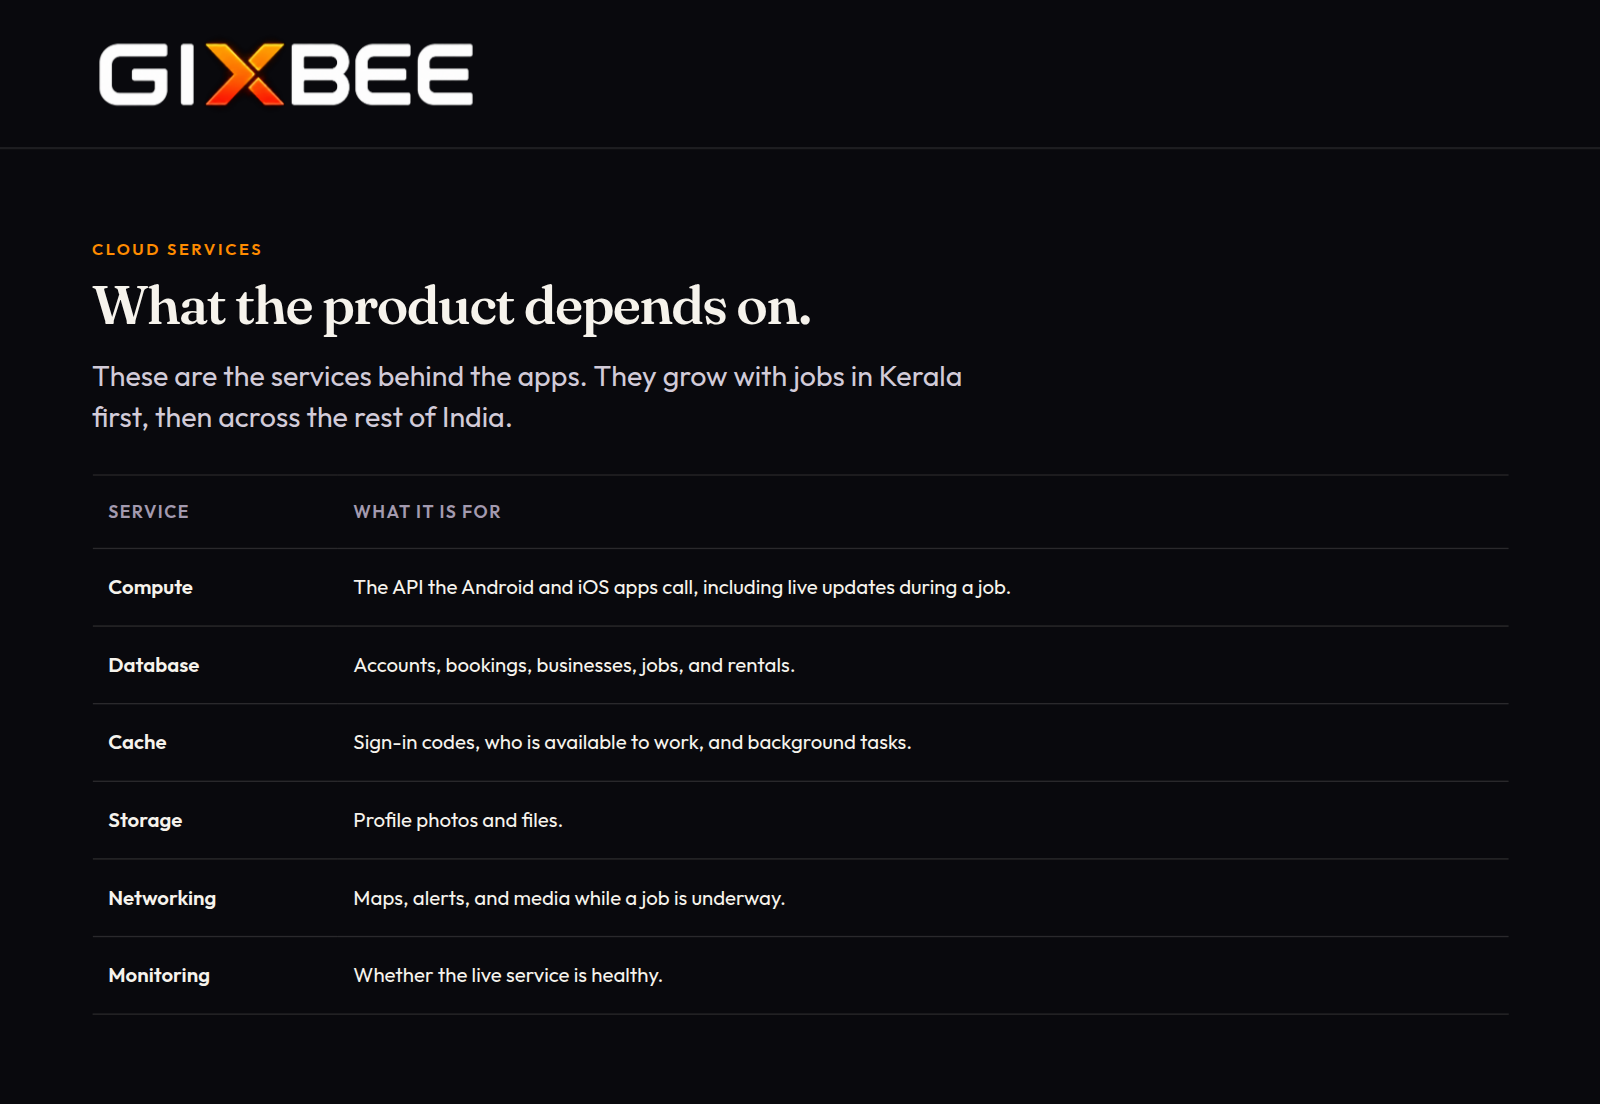 GIXBEE
CLOUD SERVICES
What the product depends on.
These are the services behind the apps. They grow with jobs in Kerala
first, then across the rest of India.
SERVICE WHAT IT IS FOR
Compute The API the Android and iOS apps call, including live updates during a job.
Database Accounts, bookings, businesses, jobs, and rentals.
Cache Sign-in codes, who is available to work, and background tasks.
Storage Profile photos and files.
Networking Maps, alerts, and media while a job is underway.
Monitoring Whether the live service is healthy.